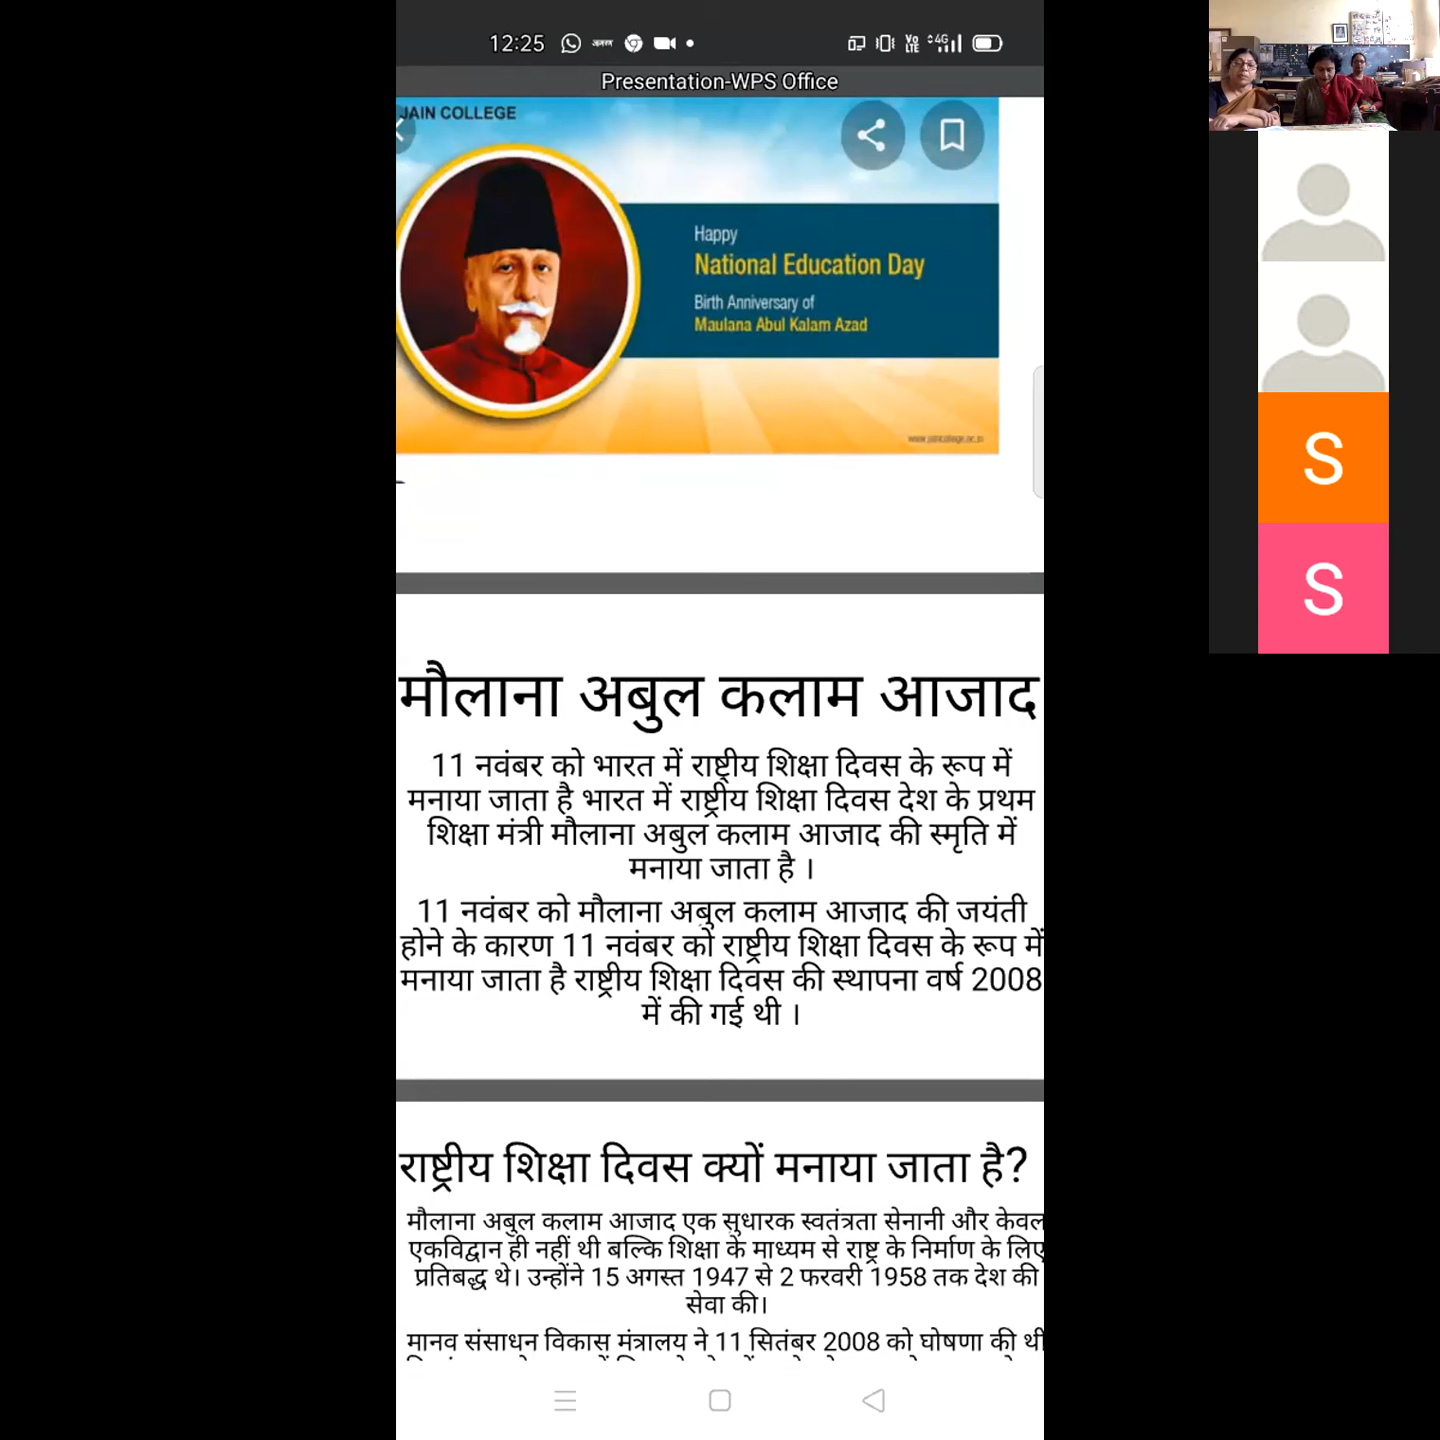 12:25
4G
Presentation-WPS Office
JAIN COLLEGE
Happy
National Education Day
Birth Anniversary of
Maulana Abul Kalam Azad
मौलाना अबुल कलाम आजाद
11 नवंबर को भारत में राष्ट्रीय शिक्षा दिवस के रूप में
मनाया जाता है भारत में राष्ट्रीय शिक्षा दिवस देश के प्रथम
शिक्षा मंत्री मौलाना अबुल कलाम आजाद की स्मृति में
मनाया जाता है ।
11 नवंबर को मौलाना अबुल कलाम आजाद की जयंती
होने के कारण 11 नवंबर को राष्ट्रीय शिक्षा दिवस के रूप में
मनाया जाता है राष्ट्रीय शिक्षा दिवस की स्थापना वर्ष 2008
में की गई थी ।
राष्ट्रीय शिक्षा दिवस क्यों मनाया जाता है?
मौलाना अबुल कलाम आजाद एक सुधारक स्वतंत्रता सेनानी और केवल
एकविद्वान ही नहीं थी बल्कि शिक्षा के माध्यम से राष्ट्र के निर्माण के लिए
प्रतिबद्ध थे। उन्होंने 15 अगस्त 1947 से 2 फरवरी 1958 तक देश की
सेवा की।
मानव संसाधन विकास मंत्रालय ने 11 सितंबर 2008 को घोषणा की थी
S
S